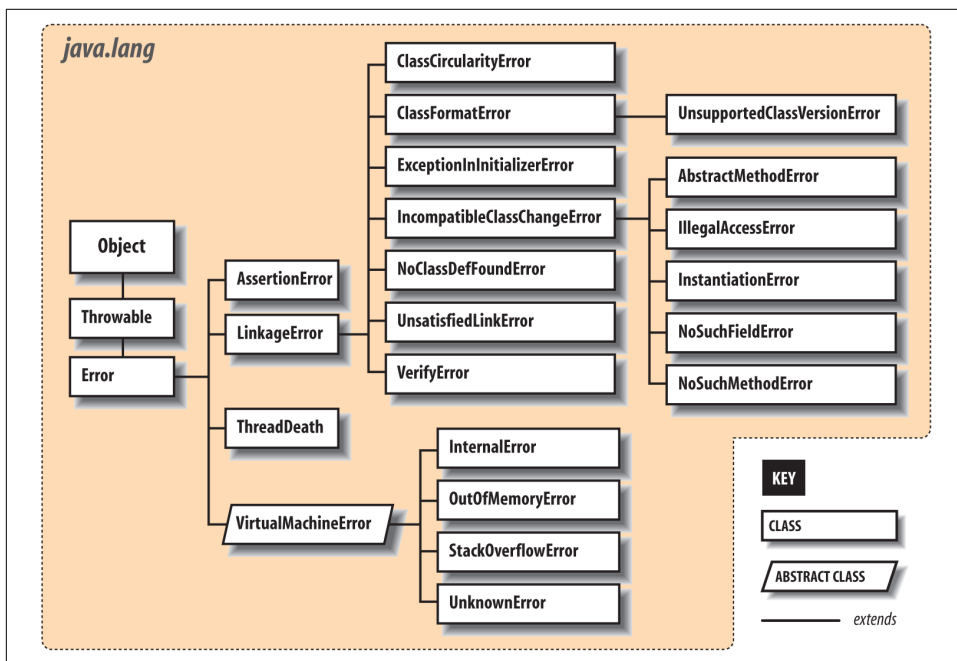 java.lang
Object
Throwable
Error
AssertionError
LinkageError
ThreadDeath
VirtualMachineError
ClassCircularityError
ClassFormatError
ExceptionInInitializerError
IncompatibleClassChangeError
NoClassDefFoundError
UnsatisfiedLinkError
VerifyError
UnsupportedClassVersionError
AbstractMethodError
IllegalAccessError
InstantiationError
NoSuchFieldError
NoSuchMethodError
InternalError
OutOfMemoryError
StackOverflowError
UnknownError
KEY
CLASS
ABSTRACT CLASS
extends